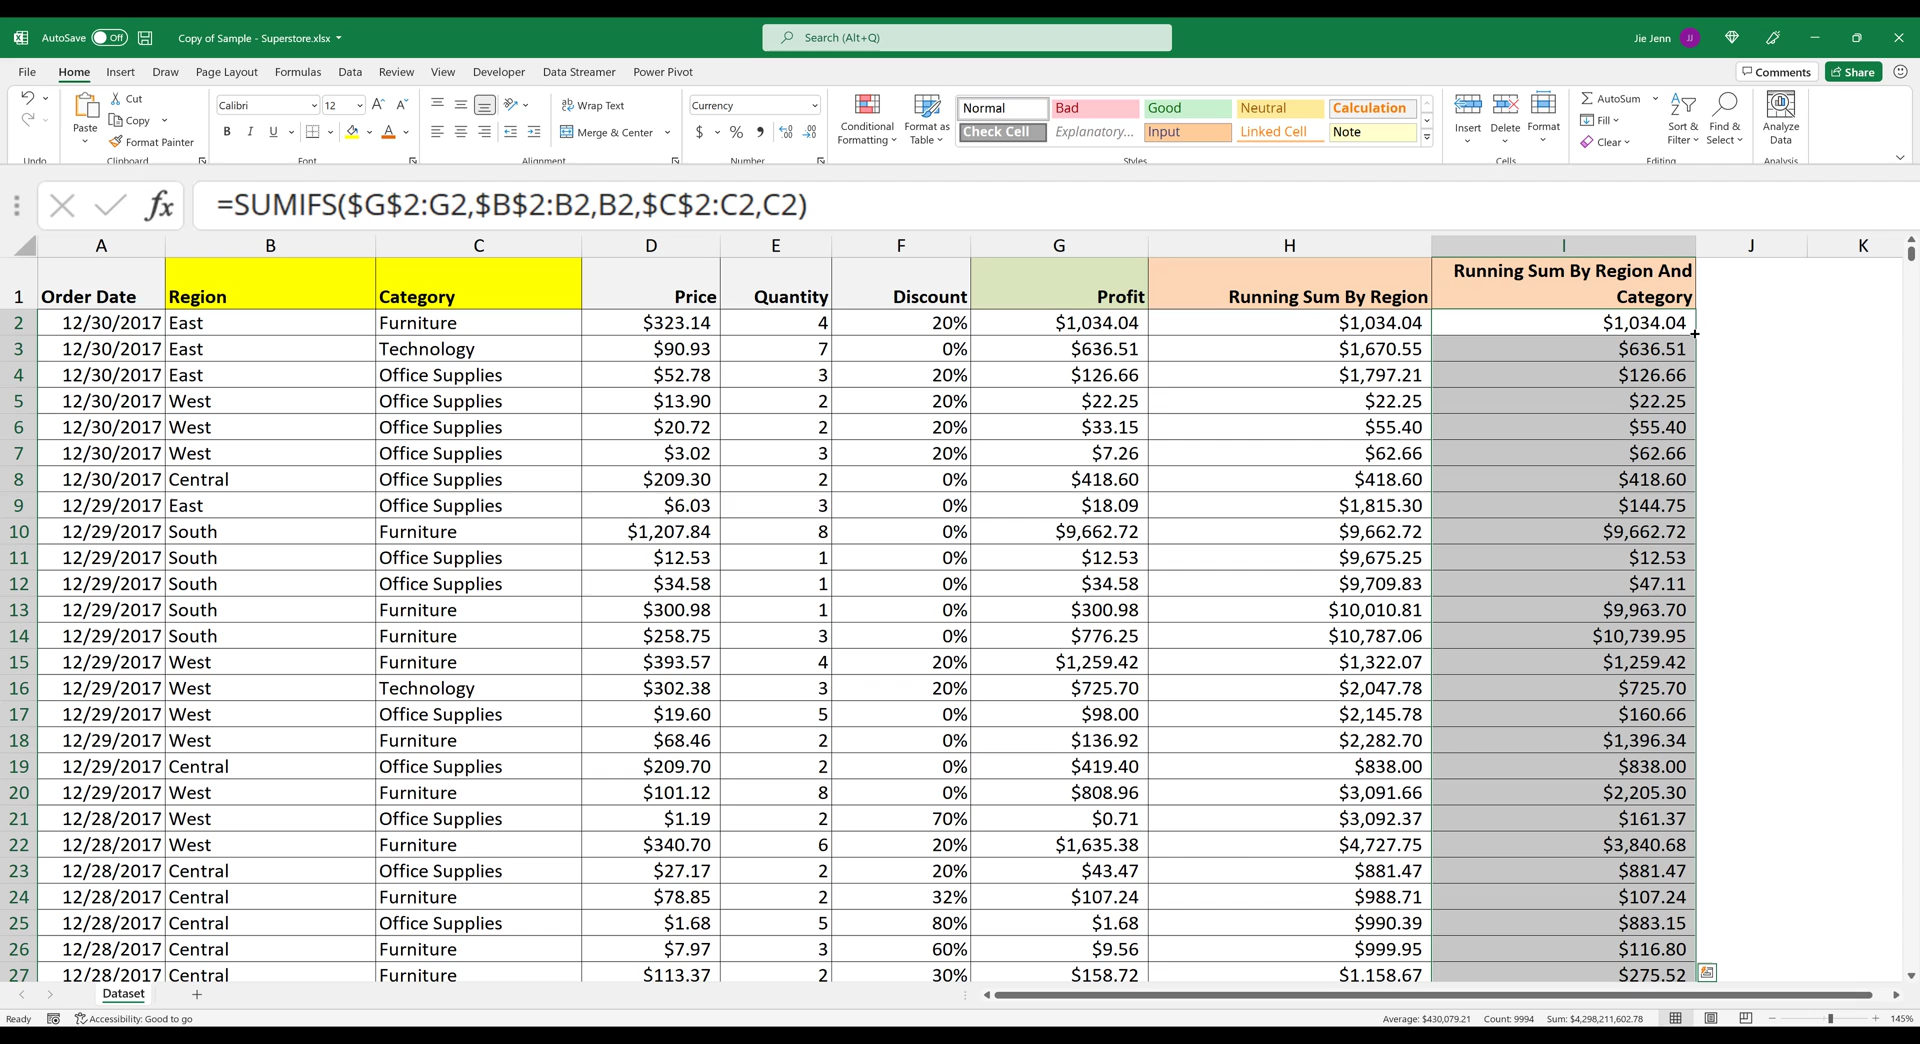 AutoSave Off Copy of Sample - Superstore.xlsx Search (Alt+Q) Jie Jenn JJ
File Home Insert Draw Page Layout Formulas Data Review View Developer Data Streamer Power Pivot Comments Share
Cut Calibri 12 A^ A˅ Wrap Text Currency Normal Bad Good Neutral Calculation AutoSum
Paste Copy Format Painter B I U A Merge & Center $ % Conditional Formatting Format as Table Check Cell Explanatory... Input Linked Cell Note Insert Delete Format Fill Clear Sort & Filter Find & Select Analyze Data
Undo Clipboard Font Alignment Number Styles Cells Editing Analysis
fx =SUMIFS($G$2:G2,$B$2:B2,B2,$C$2:C2,C2)
A B C D E F G H I J K
1 Order Date Region Category Price Quantity Discount Profit Running Sum By Region Running Sum By Region And Category
2 12/30/2017 East Furniture $323.14 4 20% $1,034.04 $1,034.04 $1,034.04
3 12/30/2017 East Technology $90.93 7 0% $636.51 $1,670.55 $636.51
4 12/30/2017 East Office Supplies $52.78 3 20% $126.66 $1,797.21 $126.66
5 12/30/2017 West Office Supplies $13.90 2 20% $22.25 $22.25 $22.25
6 12/30/2017 West Office Supplies $20.72 2 20% $33.15 $55.40 $55.40
7 12/30/2017 West Office Supplies $3.02 3 20% $7.26 $62.66 $62.66
8 12/30/2017 Central Office Supplies $209.30 2 0% $418.60 $418.60 $418.60
9 12/29/2017 East Office Supplies $6.03 3 0% $18.09 $1,815.30 $144.75
10 12/29/2017 South Furniture $1,207.84 8 0% $9,662.72 $9,662.72 $9,662.72
11 12/29/2017 South Office Supplies $12.53 1 0% $12.53 $9,675.25 $12.53
12 12/29/2017 South Office Supplies $34.58 1 0% $34.58 $9,709.83 $47.11
13 12/29/2017 South Furniture $300.98 1 0% $300.98 $10,010.81 $9,963.70
14 12/29/2017 South Furniture $258.75 3 0% $776.25 $10,787.06 $10,739.95
15 12/29/2017 West Furniture $393.57 4 20% $1,259.42 $1,322.07 $1,259.42
16 12/29/2017 West Technology $302.38 3 20% $725.70 $2,047.78 $725.70
17 12/29/2017 West Office Supplies $19.60 5 0% $98.00 $2,145.78 $160.66
18 12/29/2017 West Furniture $68.46 2 0% $136.92 $2,282.70 $1,396.34
19 12/29/2017 Central Office Supplies $209.70 2 0% $419.40 $838.00 $838.00
20 12/29/2017 West Furniture $101.12 8 0% $808.96 $3,091.66 $2,205.30
21 12/28/2017 West Office Supplies $1.19 2 70% $0.71 $3,092.37 $161.37
22 12/28/2017 West Furniture $340.70 6 20% $1,635.38 $4,727.75 $3,840.68
23 12/28/2017 Central Office Supplies $27.17 2 20% $43.47 $881.47 $881.47
24 12/28/2017 Central Furniture $78.85 2 32% $107.24 $988.71 $107.24
25 12/28/2017 Central Office Supplies $1.68 5 80% $1.68 $990.39 $883.15
26 12/28/2017 Central Furniture $7.97 3 60% $9.56 $999.95 $116.80
27 12/28/2017 Central Furniture $113.37 2 30% $158.72 $1,158.67 $275.52
Dataset
Ready Accessibility: Good to go Average: $430,079.21 Count: 9994 Sum: $4,298,211,602.78 145%